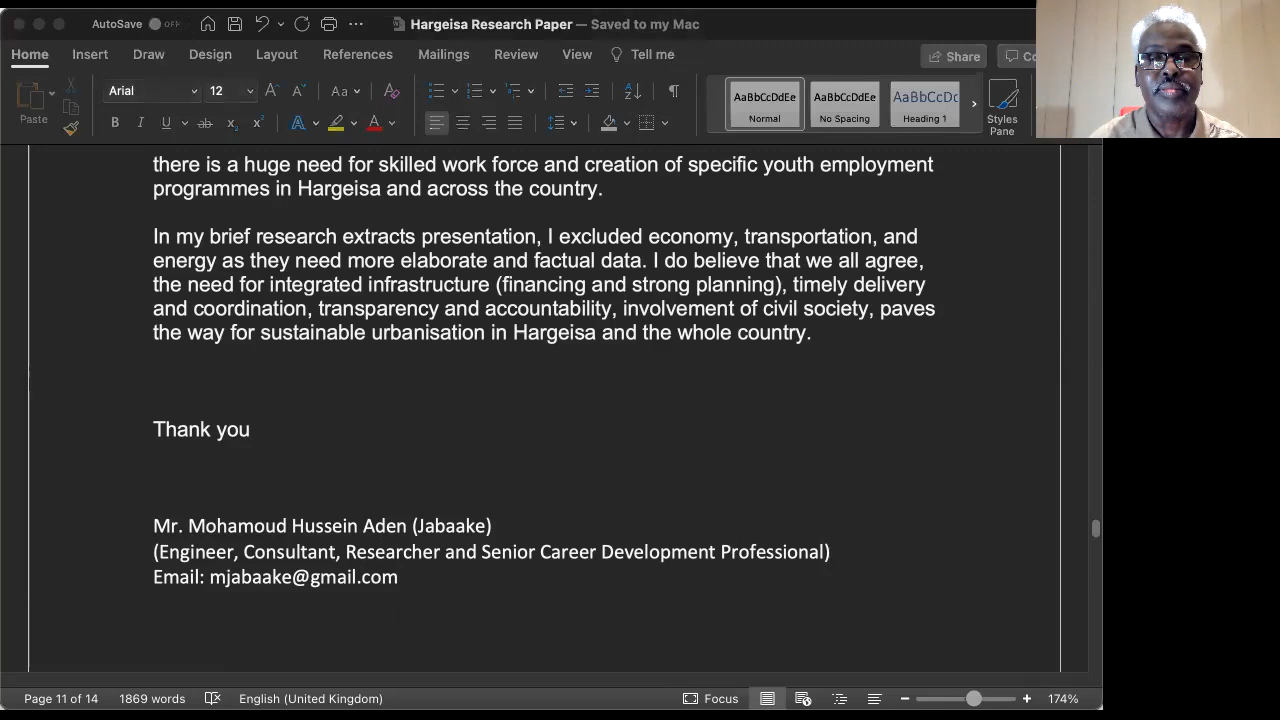 AutoSave OFF
Hargeisa Research Paper — Saved to my Mac
Home Insert Draw Design Layout References Mailings Review View Tell me
Share
Paste
Arial 12
AaBbCcDdEe AaBbCcDdEe
Normal No Spacing Heading 1
Styles
Pane
there is a huge need for skilled work force and creation of specific youth employment
programmes in Hargeisa and across the country.
In my brief research extracts presentation, I excluded economy, transportation, and
energy as they need more elaborate and factual data. I do believe that we all agree,
the need for integrated infrastructure (financing and strong planning), timely delivery
and coordination, transparency and accountability, involvement of civil society, paves
the way for sustainable urbanisation in Hargeisa and the whole country.
Thank you
Mr. Mohamoud Hussein Aden (Jabaake)
(Engineer, Consultant, Researcher and Senior Career Development Professional)
Email: mjabaake@gmail.com
Page 11 of 14 1869 words English (United Kingdom) Focus 174%